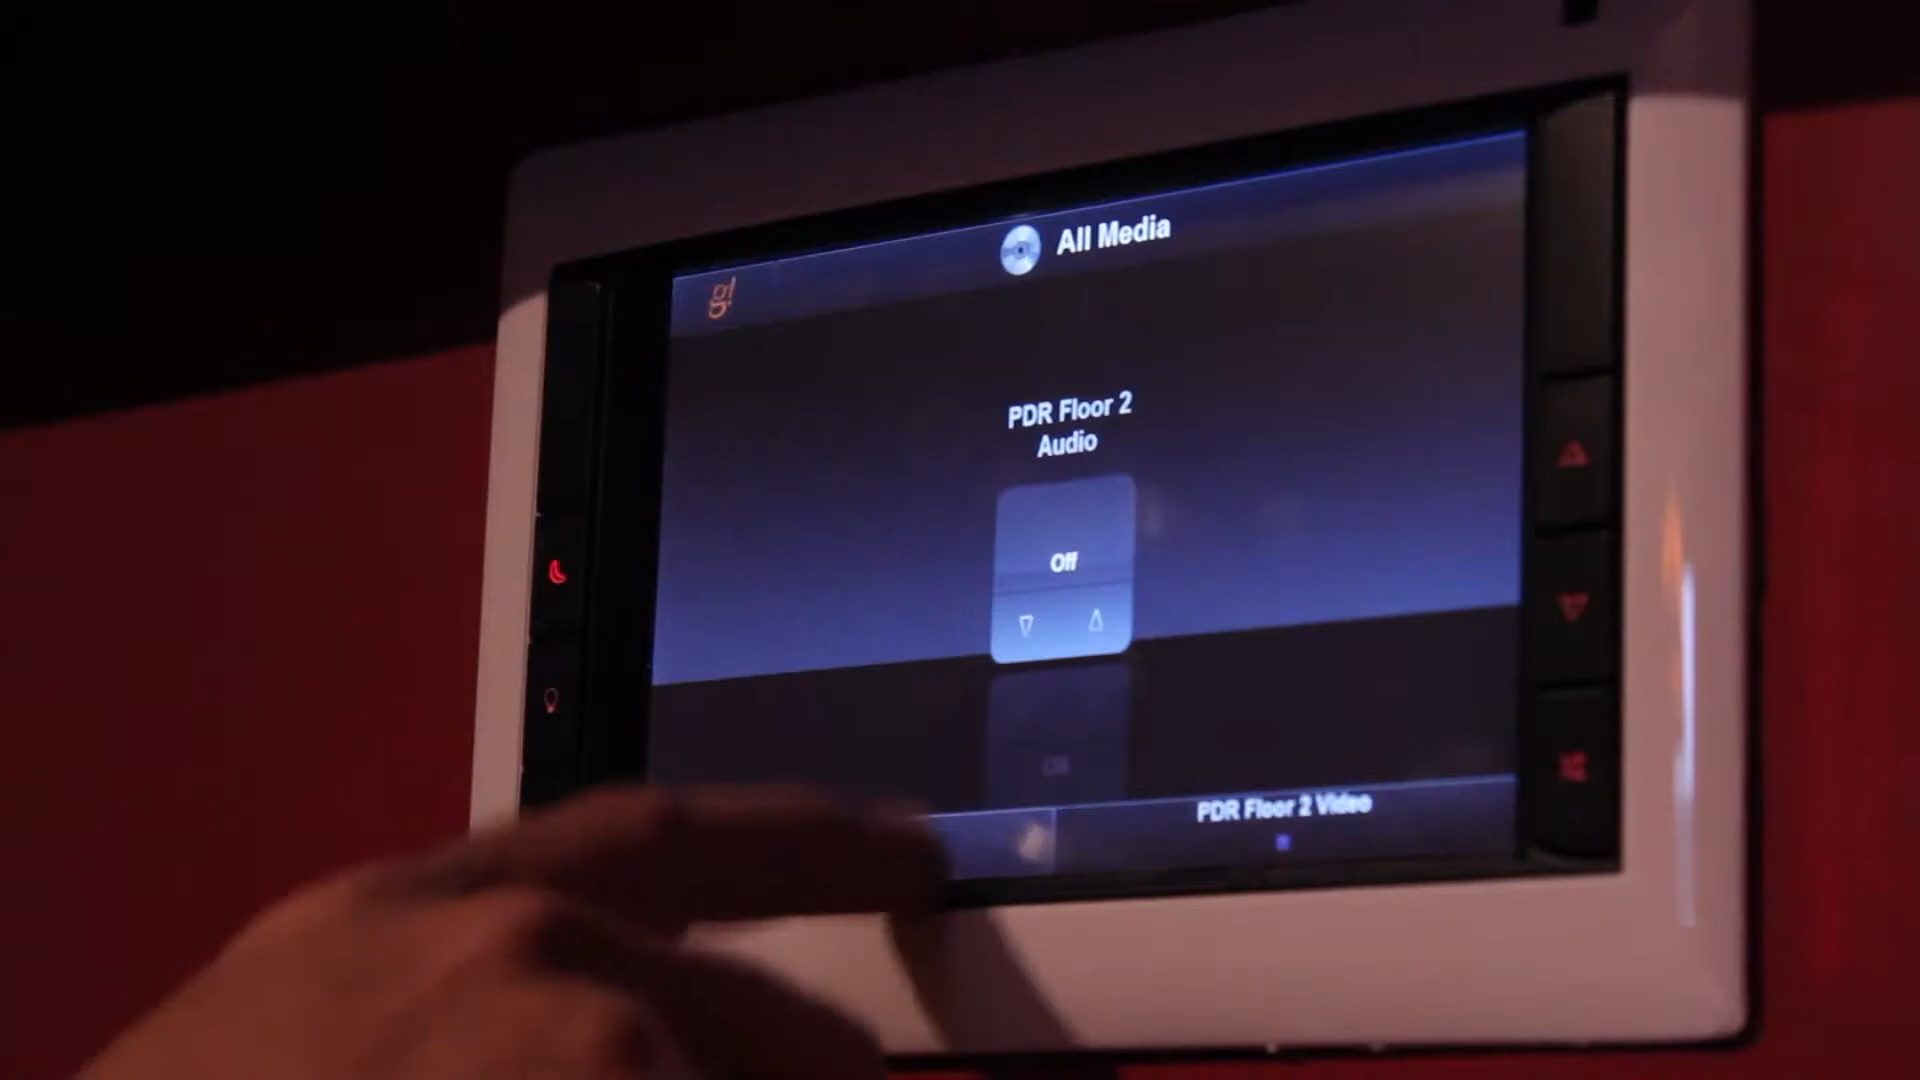 All Media
g!
PDR Floor 2
Audio
Off
PDR Floor 2 Video